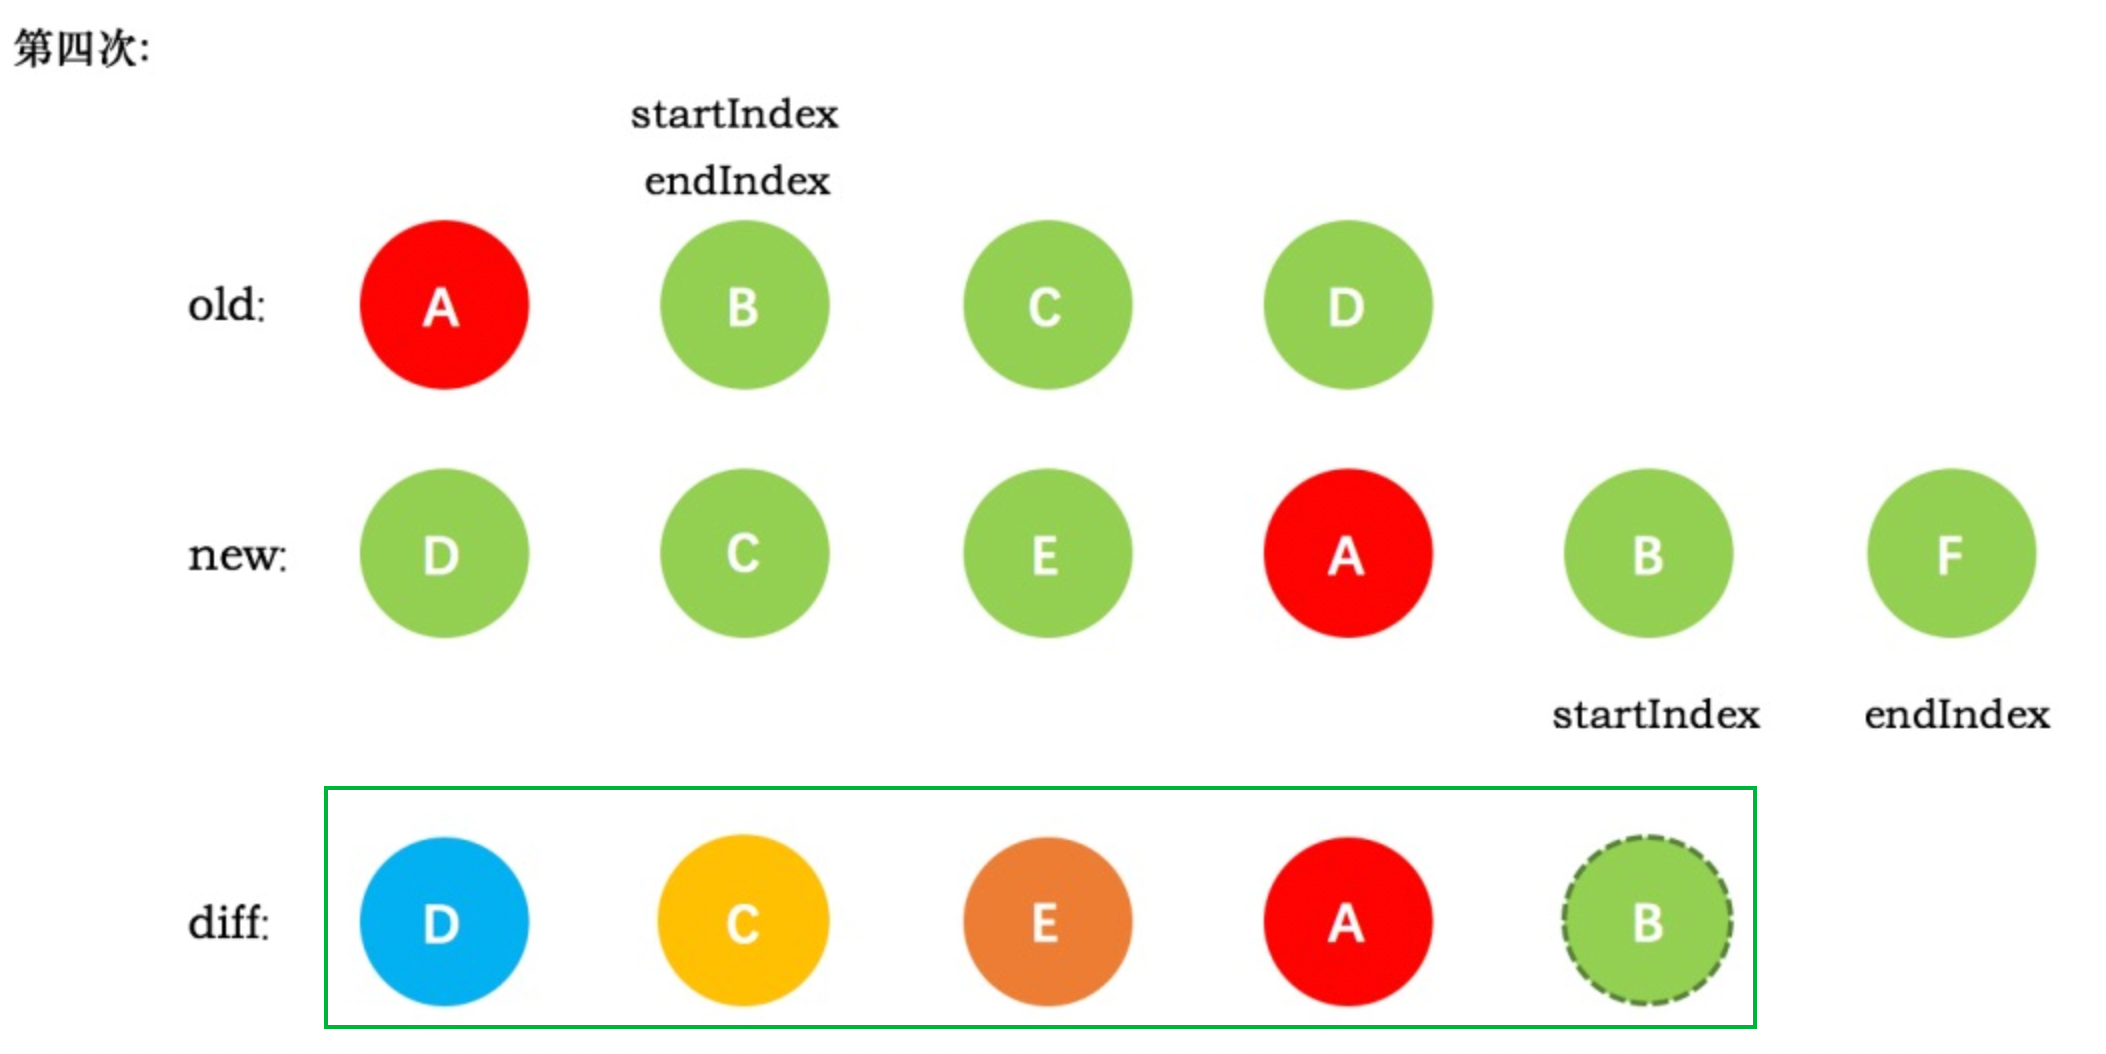 第四次:
startIndex
endIndex
old: A B C D
new: D C E A B F
startIndex endIndex
diff: D C E A B